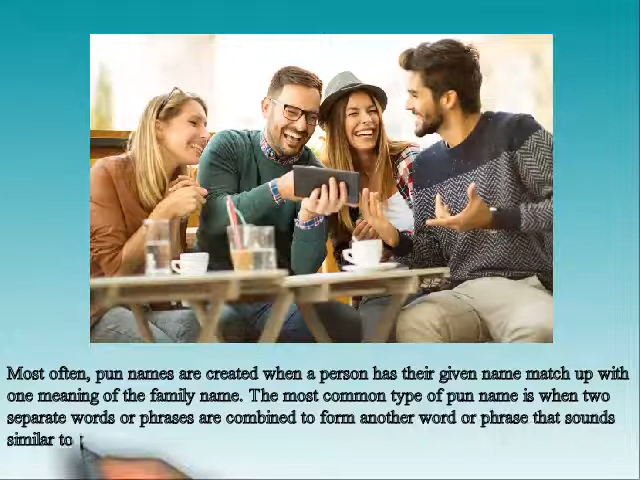 Most often, pun names are created when a person has their given name match up with
one meaning of the family name. The most common type of pun name is when two
separate words or phrases are combined to form another word or phrase that sounds
similar to